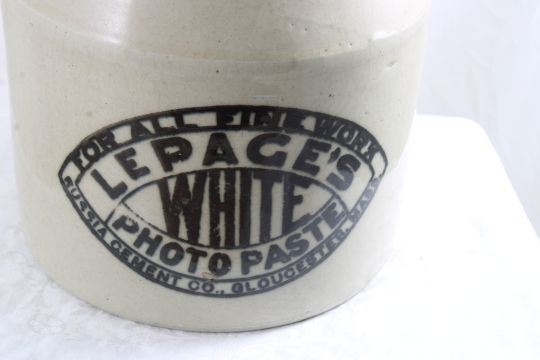 FOR ALL FINE WORK
LEPAGE'S
WHITE
PHOTO PASTE
RUSSIA CEMENT CO., GLOUCESTER, MASS.